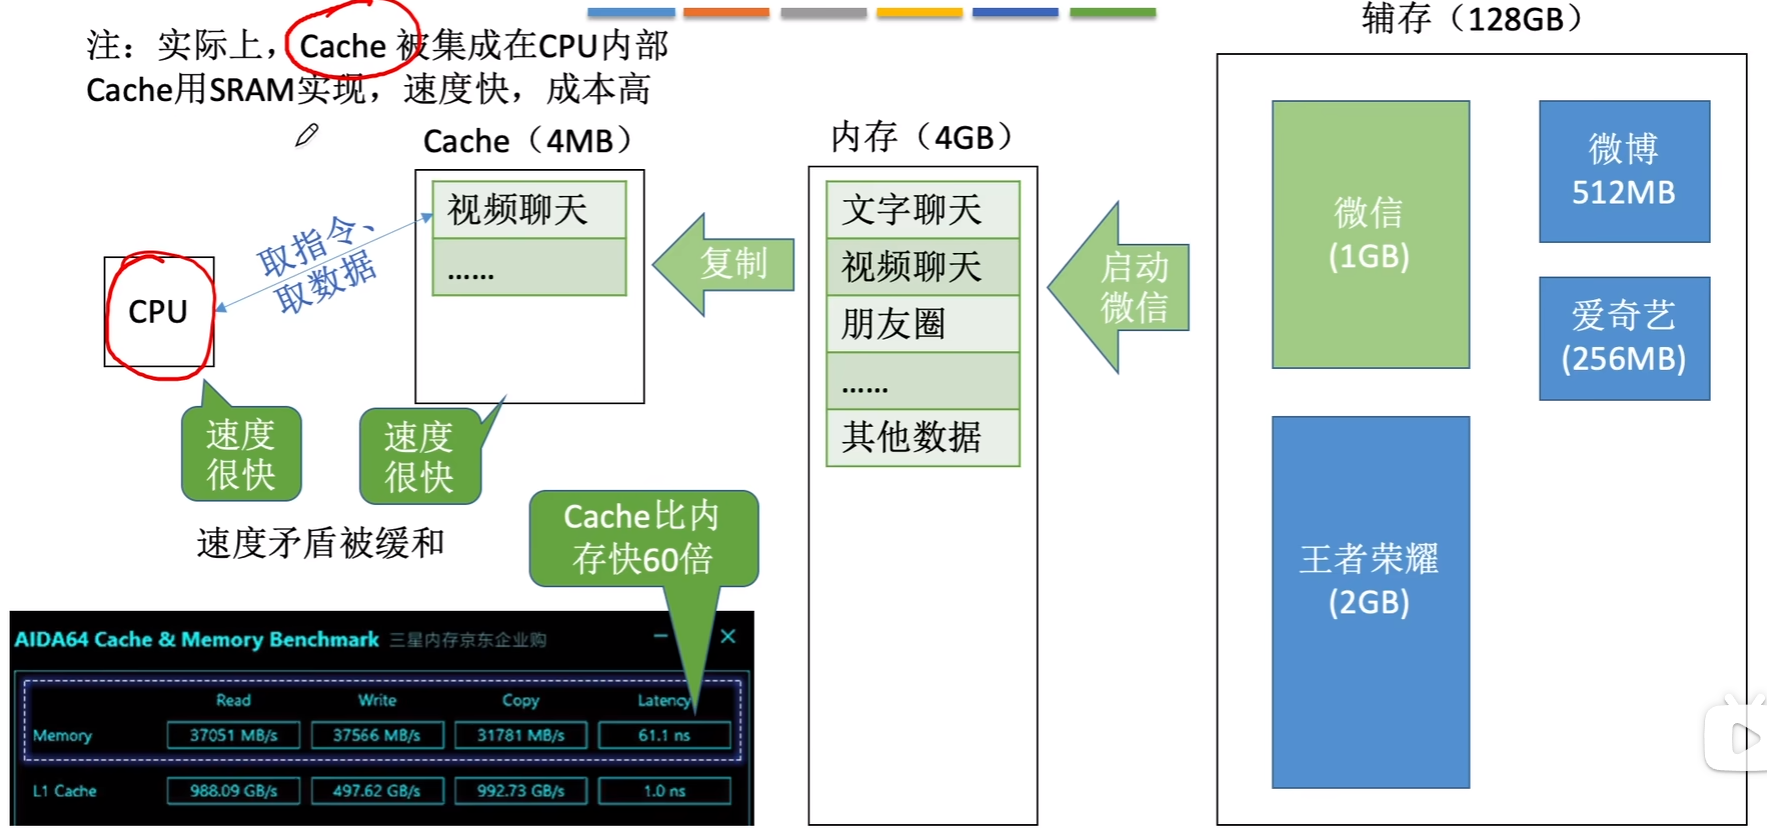 注：实际上，Cache 被集成在CPU内部
Cache用SRAM实现，速度快，成本高
Cache（4MB）
视频聊天
……
取指令、
取数据
CPU
速度
很快
速度
很快
速度矛盾被缓和
复制
内存（4GB）
文字聊天
视频聊天
朋友圈
……
其他数据
启动
微信
辅存（128GB）
微信
(1GB)
微博
512MB
爱奇艺
(256MB)
王者荣耀
(2GB)
Cache比内
存快60倍
AIDA64 Cache & Memory Benchmark 三星内存京东企业购
Read Write Copy Latency
Memory 37051 MB/s 37566 MB/s 31781 MB/s 61.1 ns
L1 Cache 988.09 GB/s 497.62 GB/s 992.73 GB/s 1.0 ns